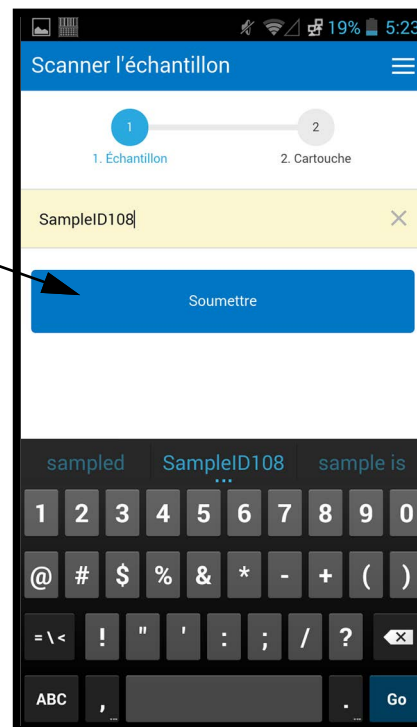 19% 5:23
Scanner l'échantillon
1 2
1. Échantillon 2. Cartouche
SampleID108
Soumettre
sampled SampleID108 sample is
1 2 3 4 5 6 7 8 9 0
@ # $ % & * - + ( )
= \ < ! " ' : ; / ?
ABC , . Go